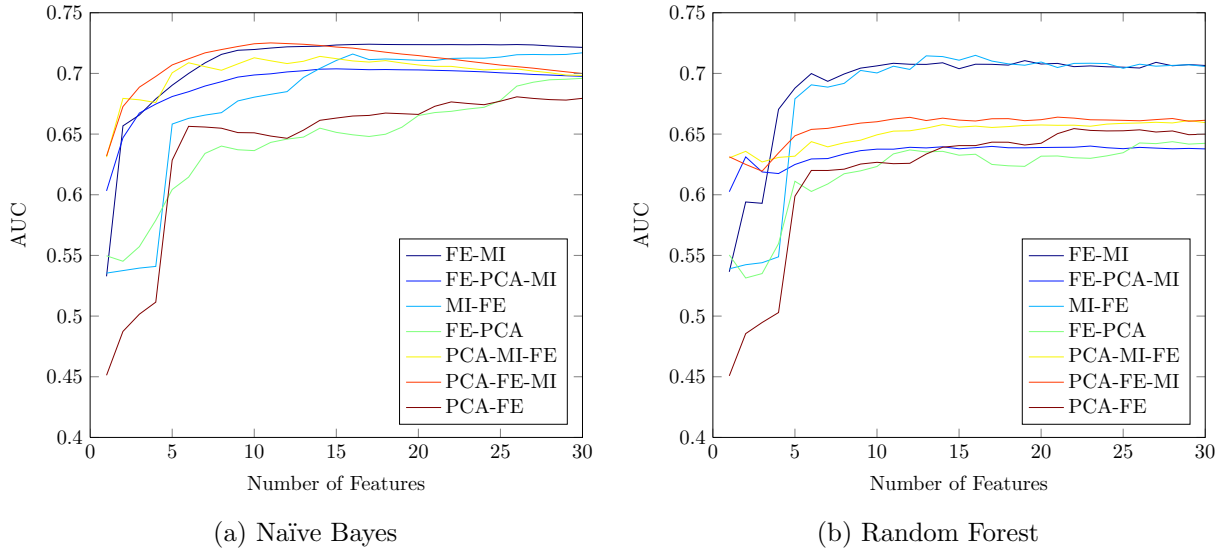 0.75
0.7
0.65
0.6
0.55
0.5
0.45
0.4
AUC
0 5 10 15 20 25 30
Number of Features
FE-MI
FE-PCA-MI
MI-FE
FE-PCA
PCA-MI-FE
PCA-FE-MI
PCA-FE
(a) Naïve Bayes
0.75
0.7
0.65
0.6
0.55
0.5
0.45
0.4
AUC
0 5 10 15 20 25 30
Number of Features
FE-MI
FE-PCA-MI
MI-FE
FE-PCA
PCA-MI-FE
PCA-FE-MI
PCA-FE
(b) Random Forest